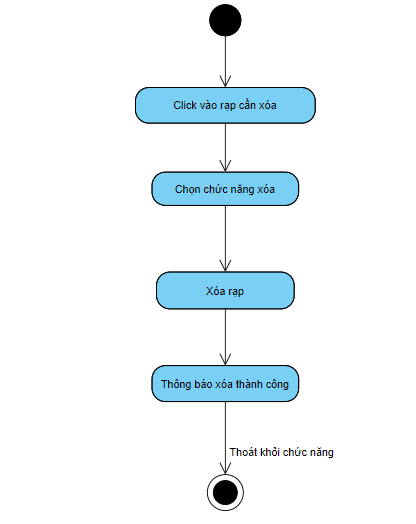 Click vào rạp cần xóa
Chọn chức năng xóa
Xóa rạp
Thông báo xóa thành công
Thoát khỏi chức năng